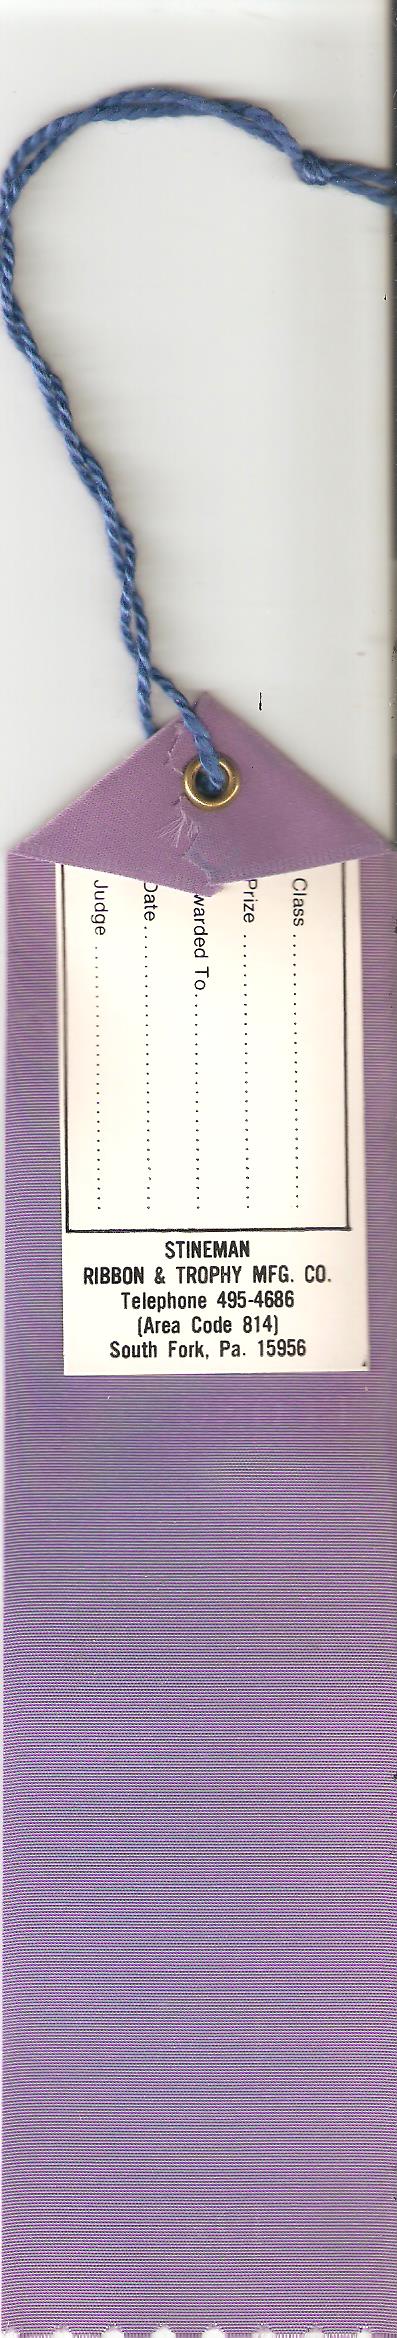 Class
Prize
warded To
Date
Judge
STINEMAN
RIBBON & TROPHY MFG. CO.
Telephone 495-4686
(Area Code 814)
South Fork, Pa. 15956